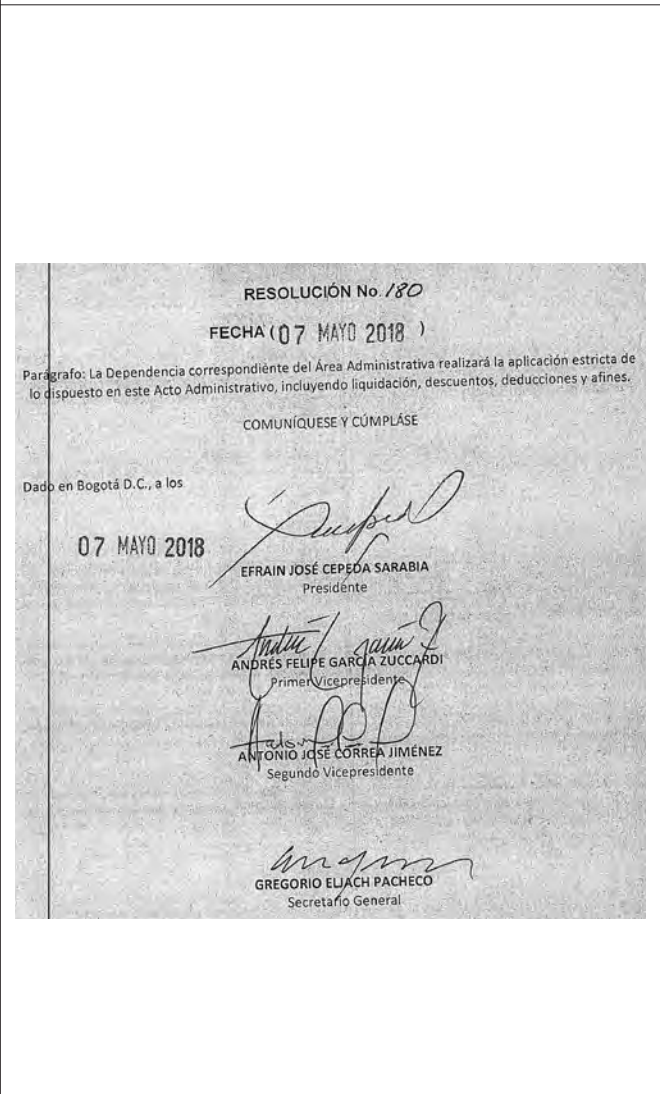 RESOLUCIÓN No. 180
FECHA (07 MAYO 2018 )
Parágrafo: La Dependencia correspondiente del Área Administrativa realizará la aplicación estricta de
lo dispuesto en este Acto Administrativo, incluyendo liquidación, descuentos, deducciones y afines.
COMUNÍQUESE Y CÚMPLÁSE
Dado en Bogotá D.C., a los
07 MAYO 2018
EFRAIN JOSÉ CEPEDA SARABIA
Presidente
ANDRÉS FELIPE GARCÍA ZUCCARDI
Primer Vicepresidente
ANTONIO JOSÉ CORREA JIMÉNEZ
Segundo Vicepresidente
GREGORIO ELJACH PACHECO
Secretario General